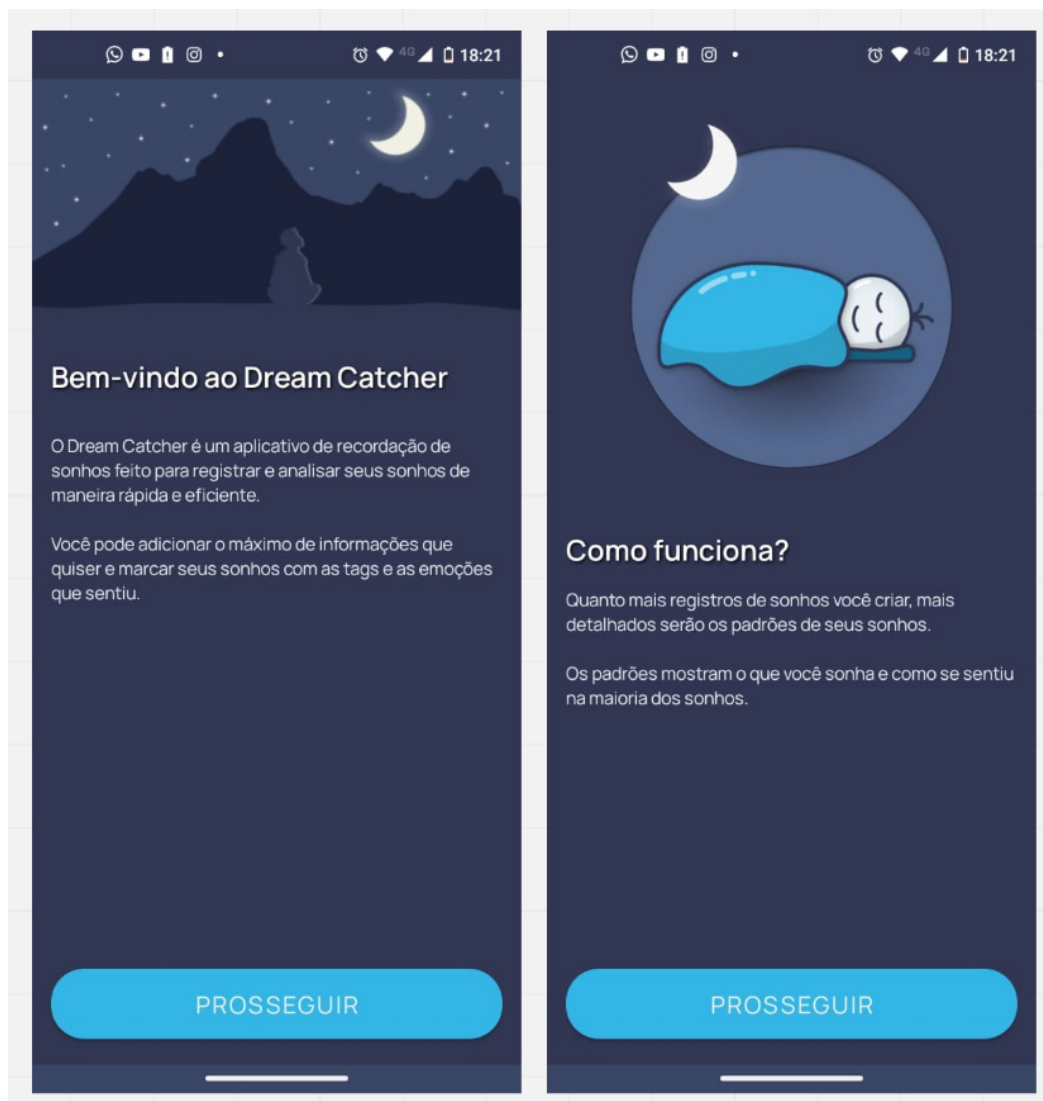 4G 18:21
Bem-vindo ao Dream Catcher
O Dream Catcher é um aplicativo de recordação de
sonhos feito para registrar e analisar seus sonhos de
maneira rápida e eficiente.
Você pode adicionar o máximo de informações que
quiser e marcar seus sonhos com as tags e as emoções
que sentiu.
PROSSEGUIR
4G 18:21
Como funciona?
Quanto mais registros de sonhos você criar, mais
detalhados serão os padrões de seus sonhos.
Os padrões mostram o que você sonha e como se sentiu
na maioria dos sonhos.
PROSSEGUIR